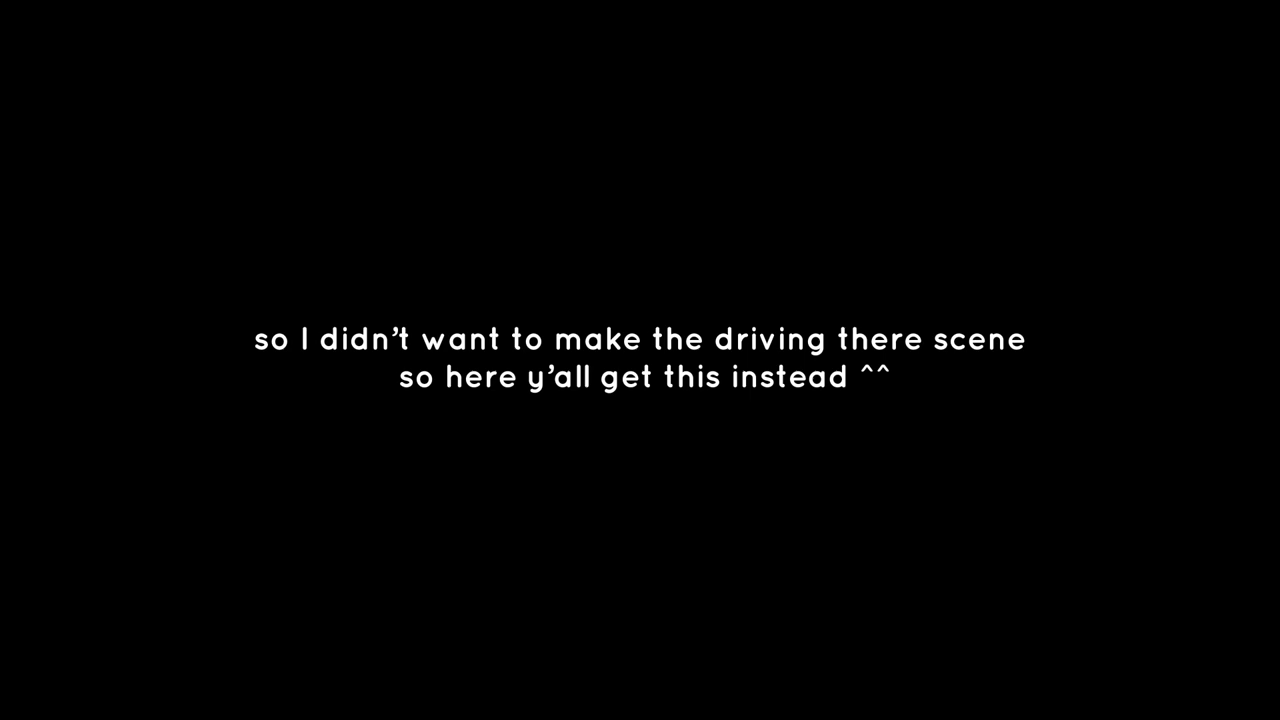 so I didn’t want to make the driving there scene
so here y’all get this instead ^^